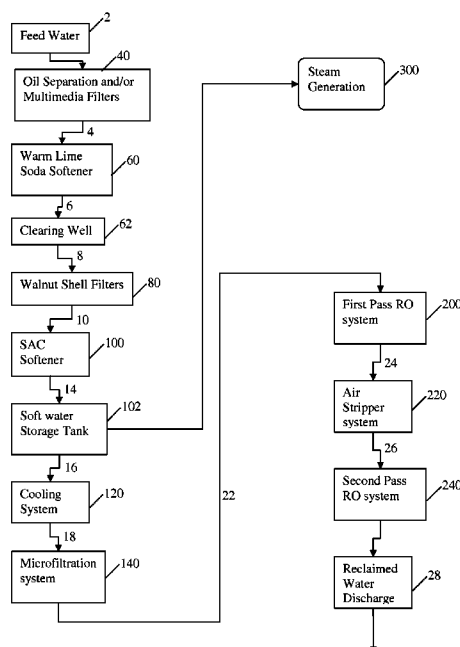 Feed Water
2
40
Oil Separation and/or
Multimedia Filters
4
Warm Lime
Soda Softener
60
6
Clearing Well
62
8
Walnut Shell Filters
80
10
SAC
Softener
100
14
Soft water
Storage Tank
102
16
Cooling
System
120
18
Microfiltration
system
140
22
Steam
Generation
300
First Pass RO
system
200
24
Air
Stripper
system
220
26
Second Pass
RO system
240
Reclaimed
Water
Discharge
28